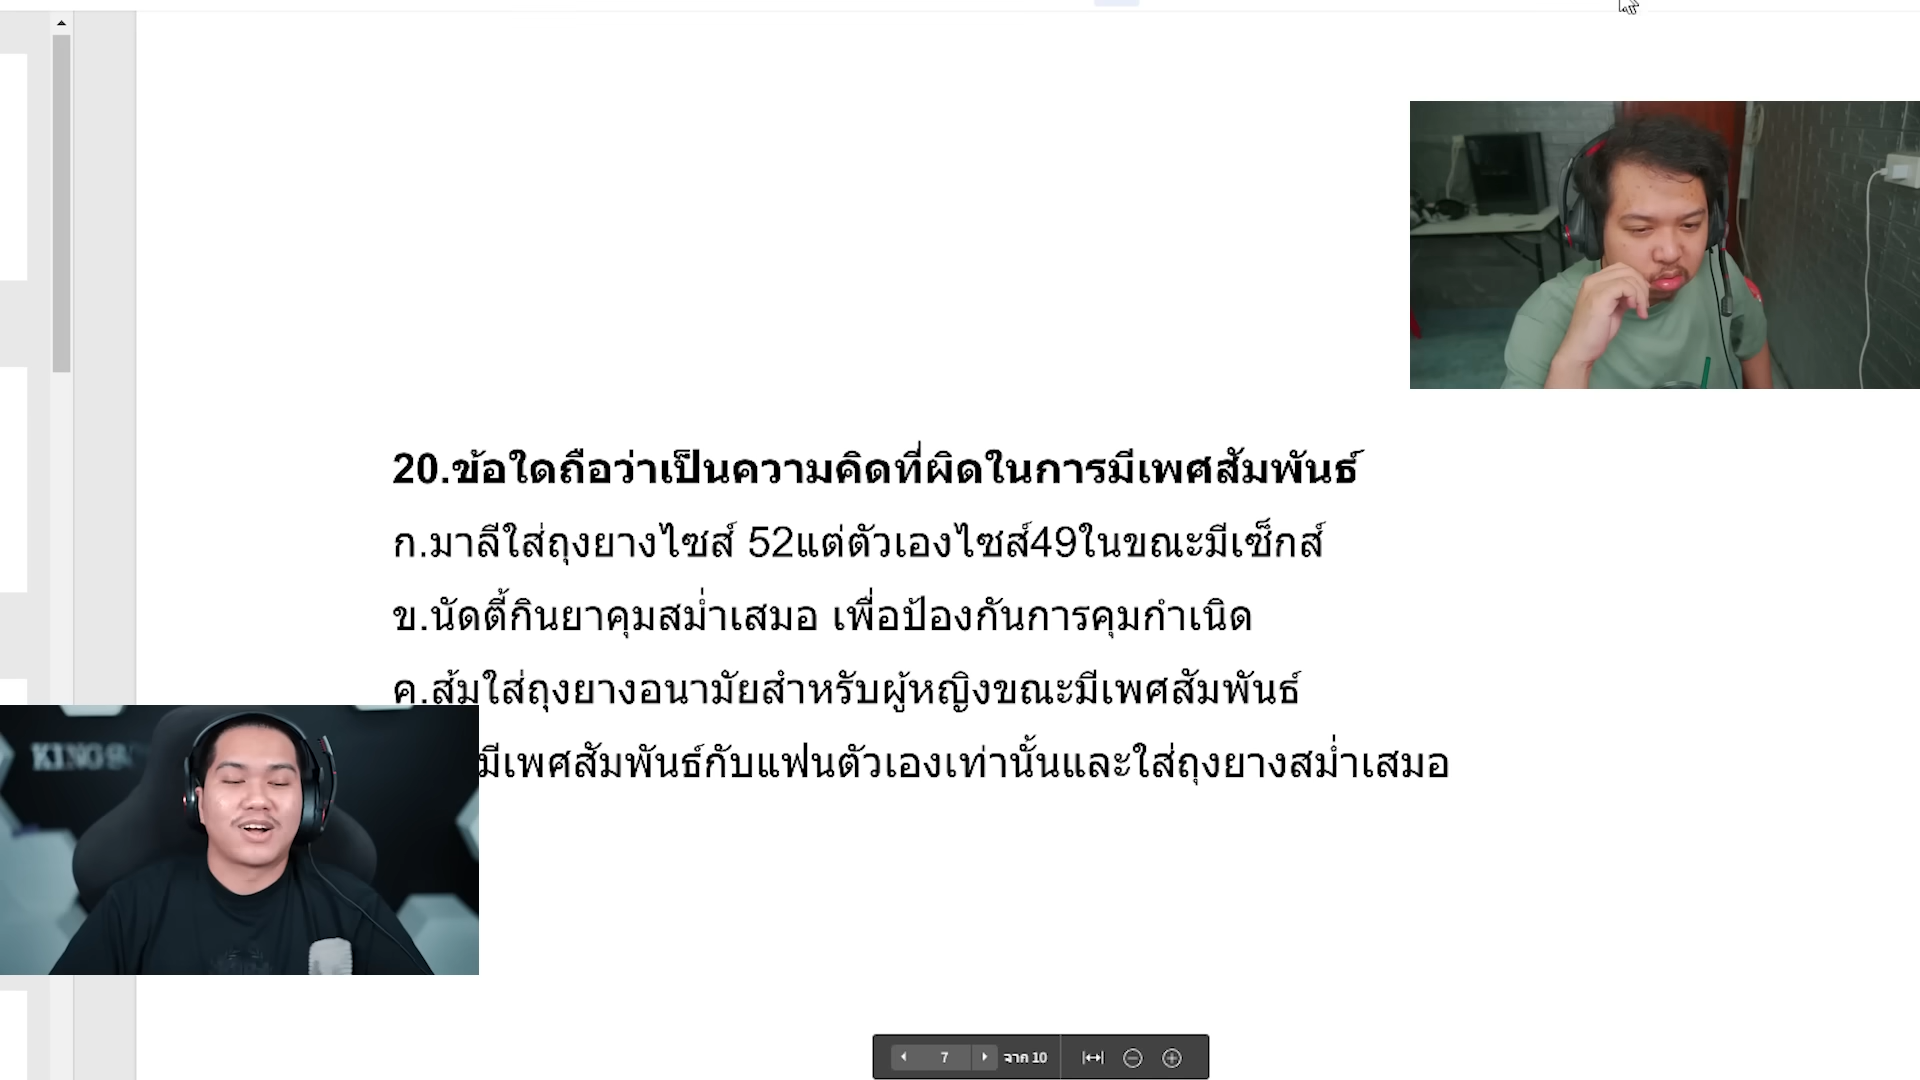 20.ข้อใดถือว่าเป็นความคิดที่ผิดในการมีเพศสัมพันธ์
ก.มาลีใส่ถุงยางไซส์ 52แต่ตัวเองไซส์49ในขณะมีเซ็กส์
ข.นัดตี้กินยาคุมสม่ำเสมอ เพื่อป้องกันการคุมกำเนิด
ค.ส้มใส่ถุงยางอนามัยสำหรับผู้หญิงขณะมีเพศสัมพันธ์
มีเพศสัมพันธ์กับแฟนตัวเองเท่านั้นและใส่ถุงยางสม่ำเสมอ
7 จาก 10